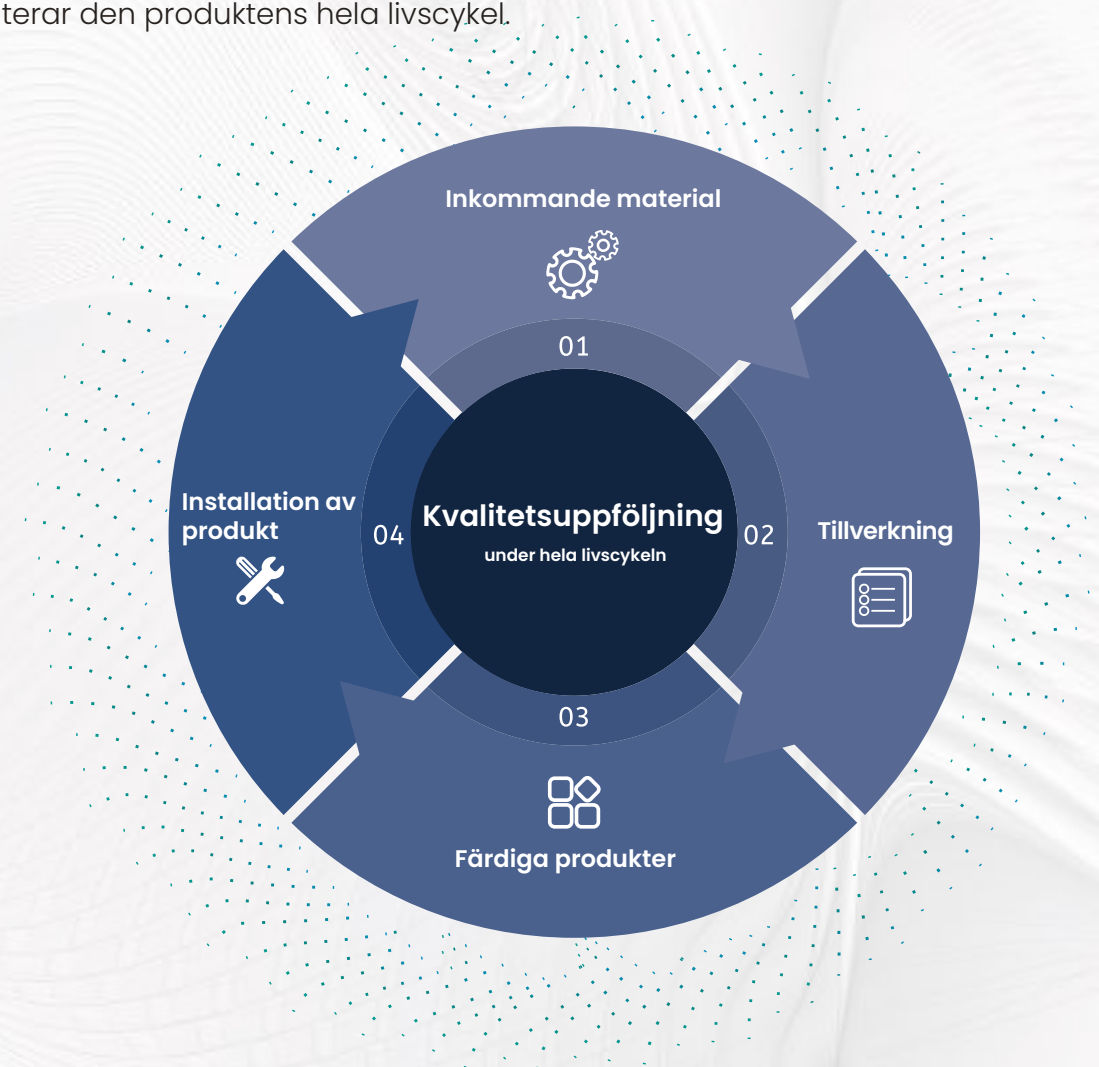 terar den produktens hela livscykel.
Inkommande material
01
Installation av
produkt
04
Kvalitetsuppföljning
under hela livscykeln
02
Tillverkning
03
Färdiga produkter